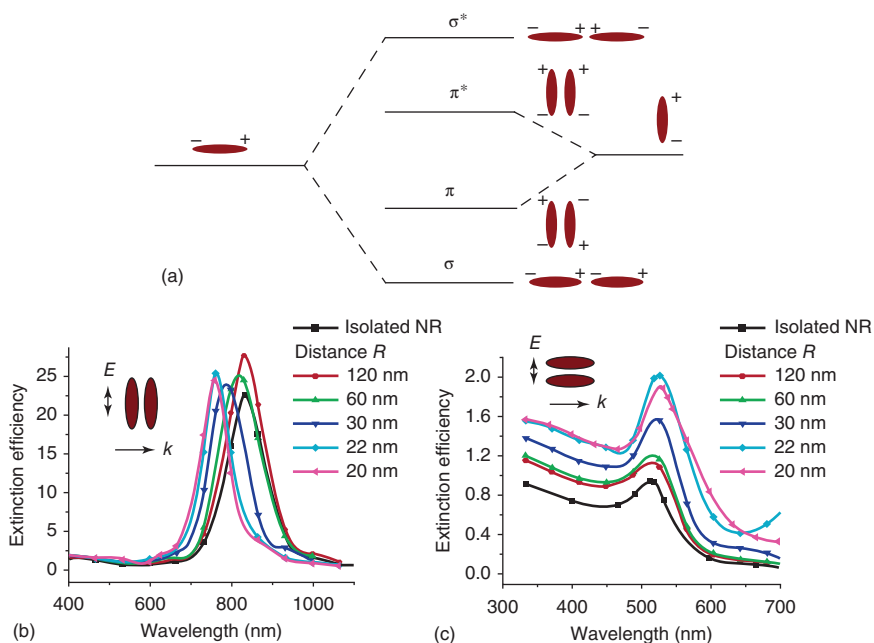 σ*
− + + −
+ +
π*
− −
− +
+
−
π
+ −
− +
(a)
σ
− + − +
Isolated NR
Distance R
120 nm
60 nm
30 nm
22 nm
20 nm
E
k
Extinction efficiency
25
20
15
10
5
0
400 600 800 1000
(b)
Wavelength (nm)
Isolated NR
Distance R
120 nm
60 nm
30 nm
22 nm
20 nm
E
k
Extinction efficiency
2.0
1.6
1.2
0.8
0.4
0.0
300 400 500 600 700
(c)
Wavelength (nm)